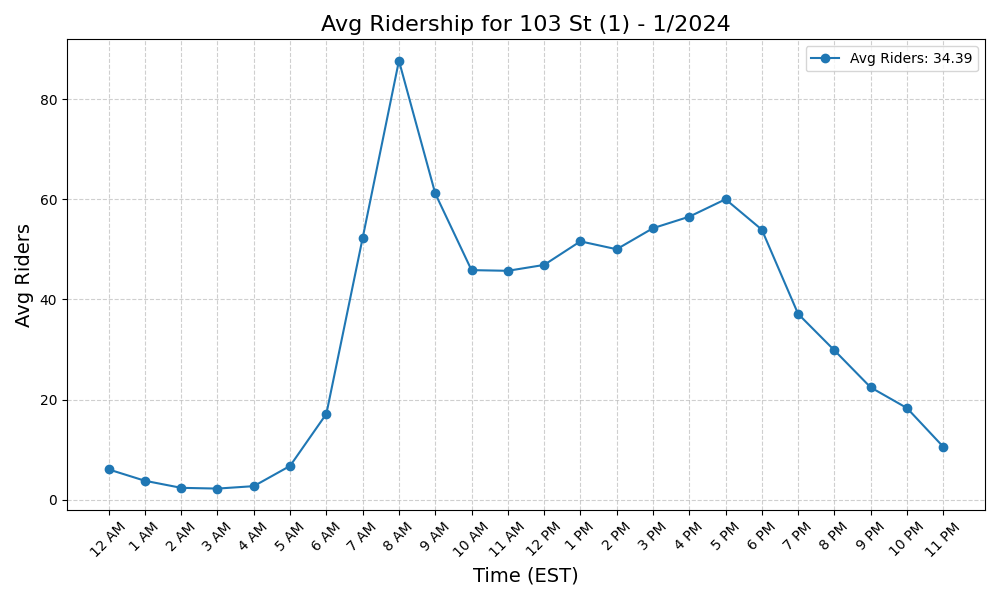 Avg Ridership for 103 St (1) - 1/2024
Avg Riders: 34.39
Avg Riders
80
60
40
20
0
12 AM
1 AM
2 AM
3 AM
4 AM
5 AM
6 AM
7 AM
8 AM
9 AM
10 AM
11 AM
12 PM
1 PM
2 PM
3 PM
4 PM
5 PM
6 PM
7 PM
8 PM
9 PM
10 PM
11 PM
Time (EST)